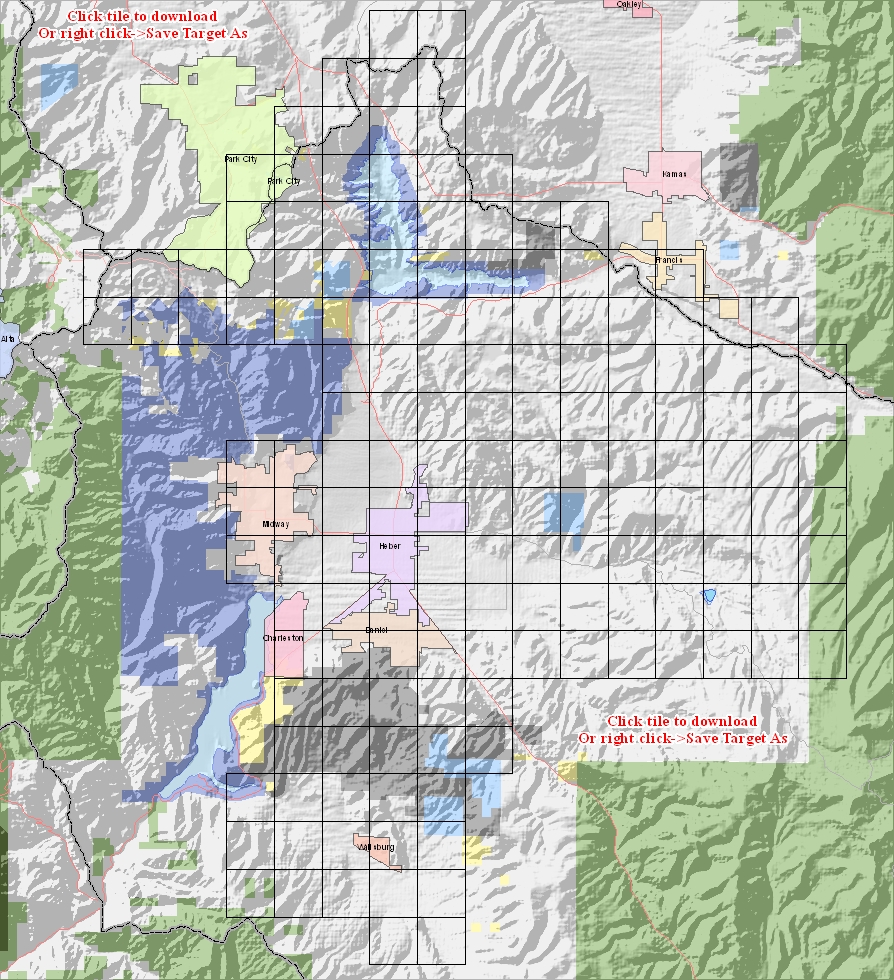 Click tile to download
Or right click->Save Target As
Oakley
Park City
Park City
Kamas
Francis
Alta
Midway
Heber
Daniel
Charleston
Click tile to download
Or right click->Save Target As
Wallsburg